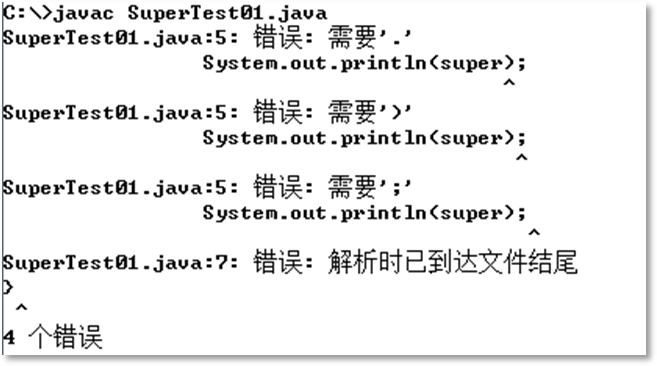 C:\>javac SuperTest01.java
SuperTest01.java:5: 错误: 需要'.'
System.out.println(super);
^
SuperTest01.java:5: 错误: 需要')'
System.out.println(super);
^
SuperTest01.java:5: 错误: 需要';'
System.out.println(super);
^
SuperTest01.java:7: 错误: 解析时已到达文件结尾
}
^
4 个错误